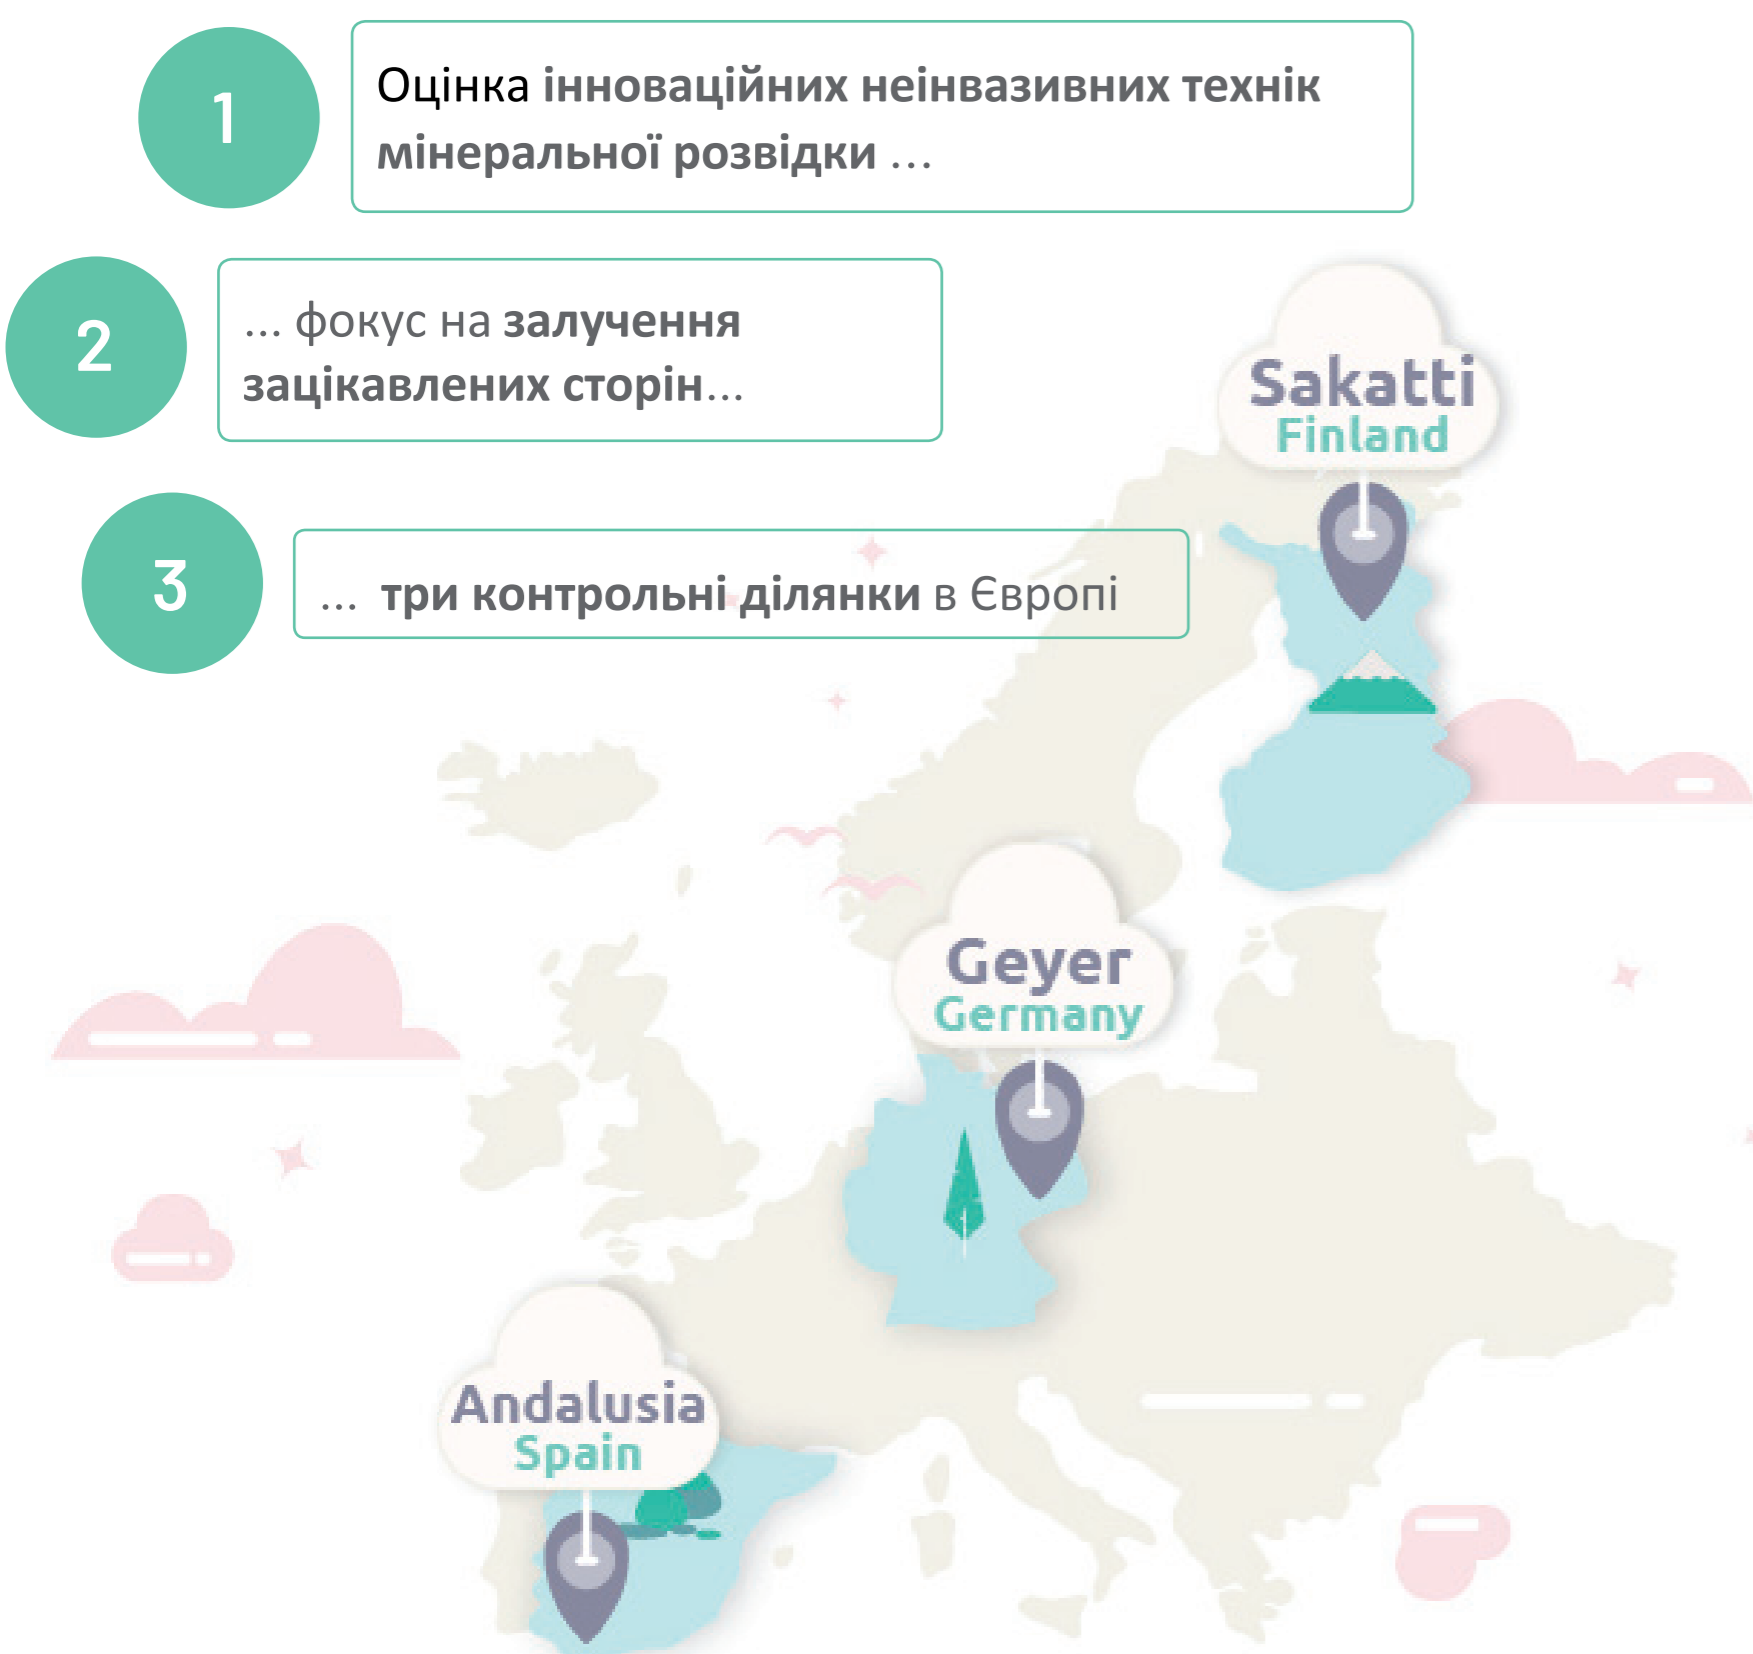 1
Оцінка інноваційних неінвазивних технік
мінеральної розвідки ...
2
... фокус на залучення
зацікавлених сторін...
3
... три контрольні ділянки в Європі
Sakatti
Finland
Geyer
Germany
Andalusia
Spain